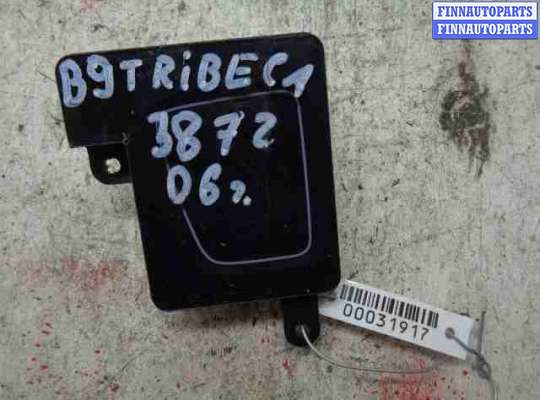 FINNAUTOPARTS
FINNAUTOPARTS
B9TRiBECA
3872
06г.
00031917